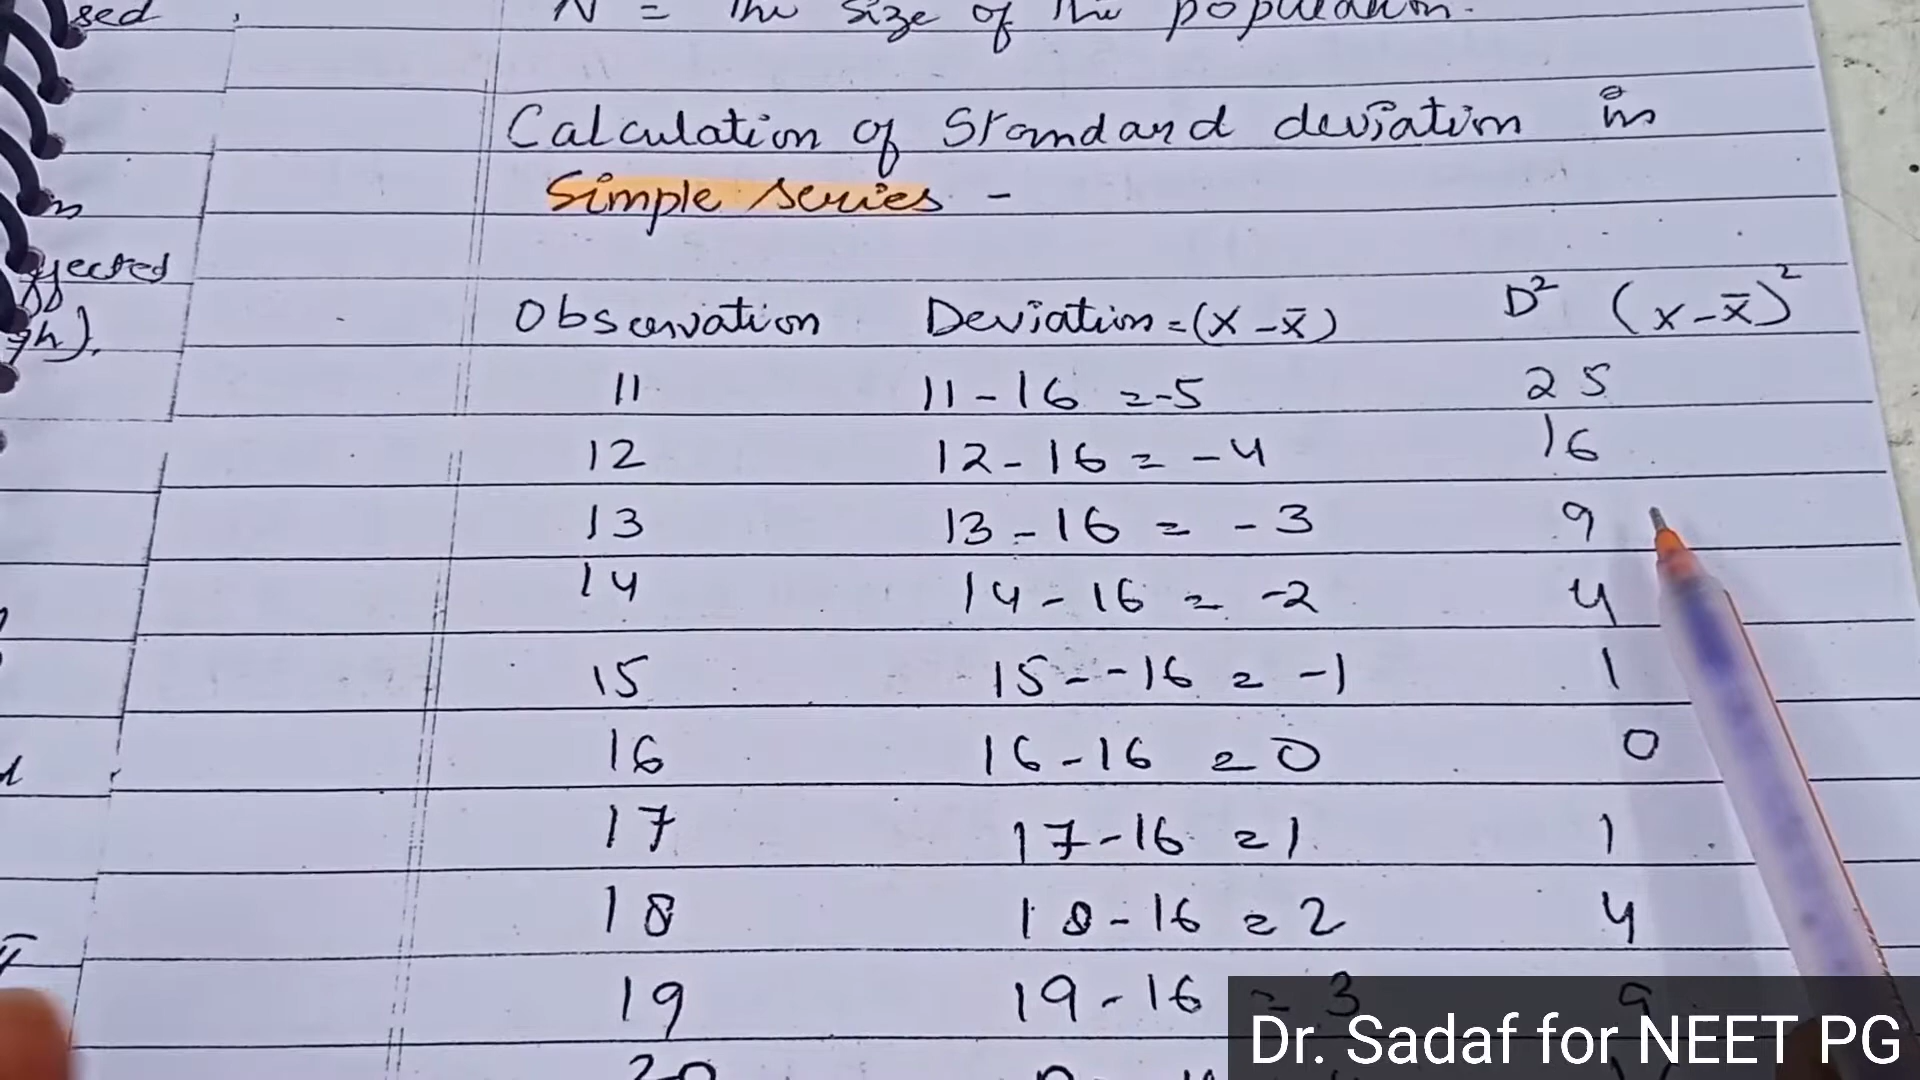 sed
N = The size of the population.
Calculation of Standard deviation in
Simple series -
Observation Deviation = (x - x̄) D² (x - x̄)²
11 11 - 16 = -5 25
12 12 - 16 = -4 16
13 13 - 16 = -3 9
14 14 - 16 = -2 4
15 15 - -16 = -1 1
16 16 - 16 = 0 0
17 17 - 16 = 1 1
18 18 - 16 = 2 4
19 19 - 16 = 3 9
20
Dr. Sadaf for NEET PG